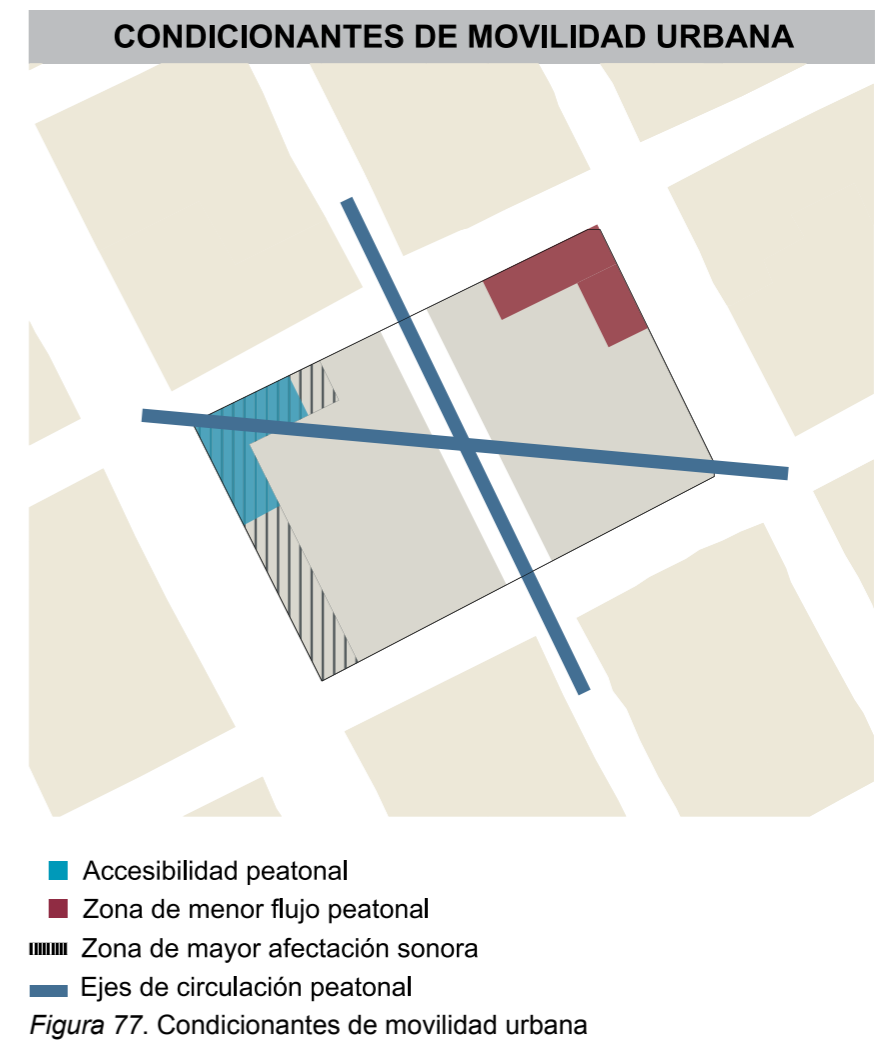 CONDICIONANTES DE MOVILIDAD URBANA
Accesibilidad peatonal
Zona de menor flujo peatonal
Zona de mayor afectación sonora
Ejes de circulación peatonal
Figura 77. Condicionantes de movilidad urbana